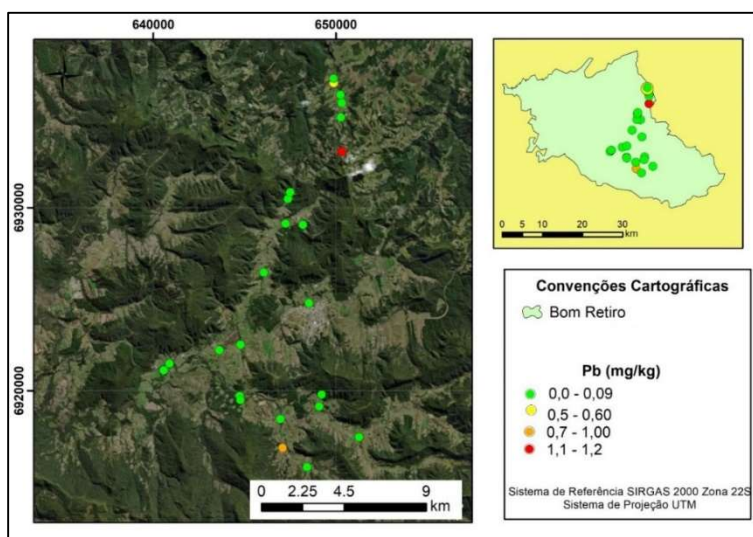 640000
650000
6930000
6920000
0 2.25 4.5 9
km
0 5 10 20 30
km
Convenções Cartográficas
Bom Retiro
Pb (mg/kg)
0,0 - 0,09
0,5 - 0,60
0,7 - 1,00
1,1 - 1,2
Sistema de Referência SIRGAS 2000 Zona 22S
Sistema de Projeção UTM